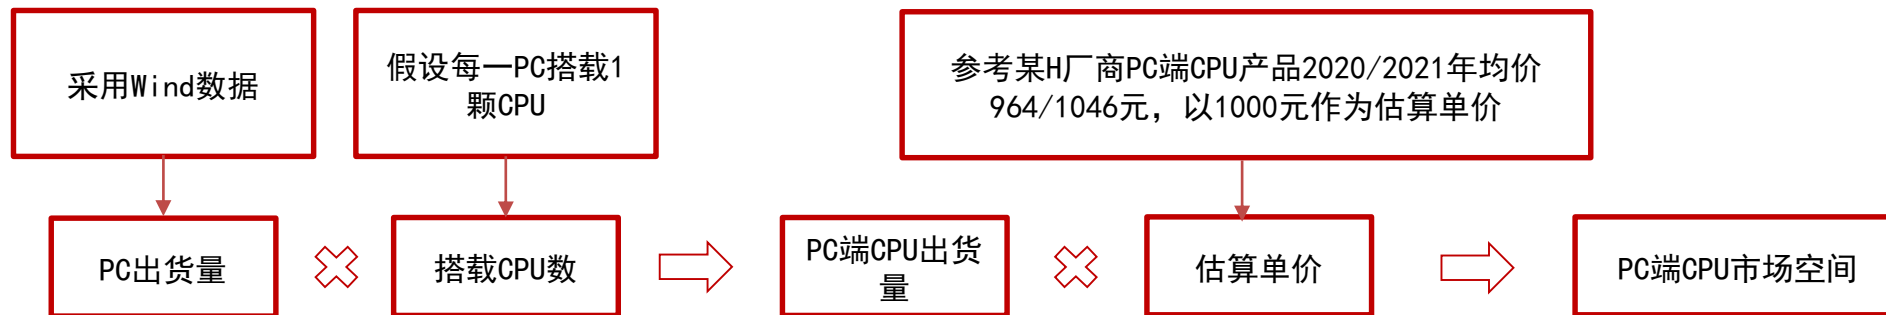 采用Wind数据
假设每一PC搭载1
颗CPU
参考某H厂商PC端CPU产品2020/2021年均价
964/1046元，以1000元作为估算单价
PC出货量
搭载CPU数
PC端CPU出货
量
估算单价
PC端CPU市场空间